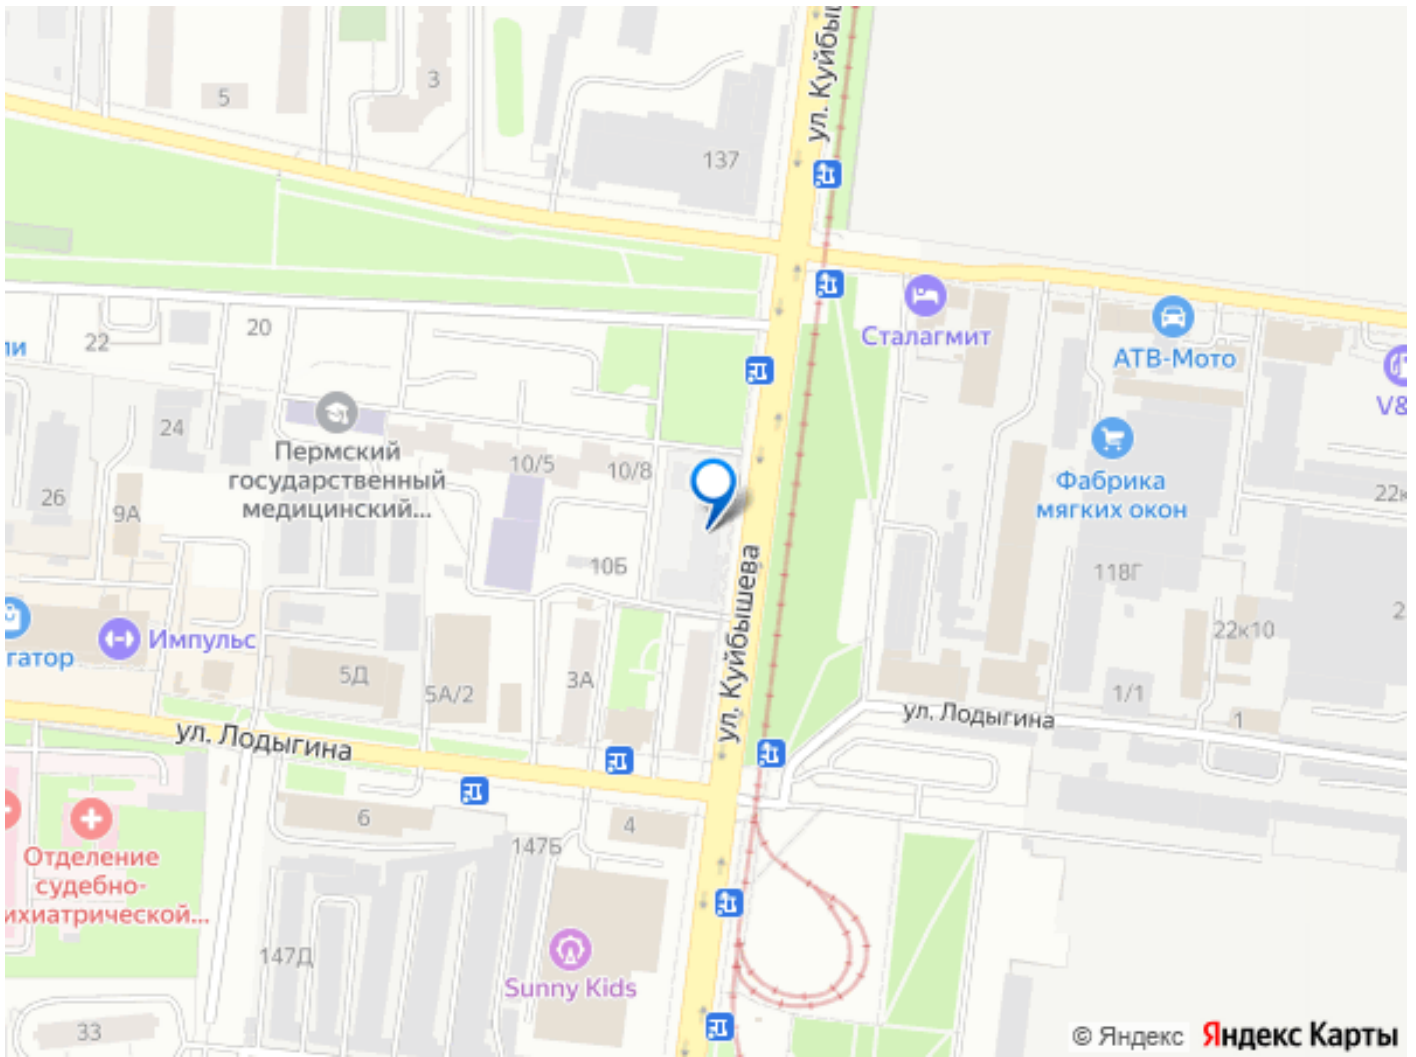 ул. Куйбыш
3
5
137
Сталагмит
АТВ-Мото
V&
20
22
ли
24
Пермский
государственный
медицинский...
10/5
10/8
26
9А
Фабрика
мягких окон
22к
118Г
10Б
ул. Куйбышева
22к10
2
Импульс
гатор
5Д
5А/2
3А
1/1
1
ул. Лодыгина
ул. Лодыгина
6
4
147Б
Отделение
судебно-
ихиатрической...
147Д
Sunny Kids
33
© Яндекс Яндекс Карты